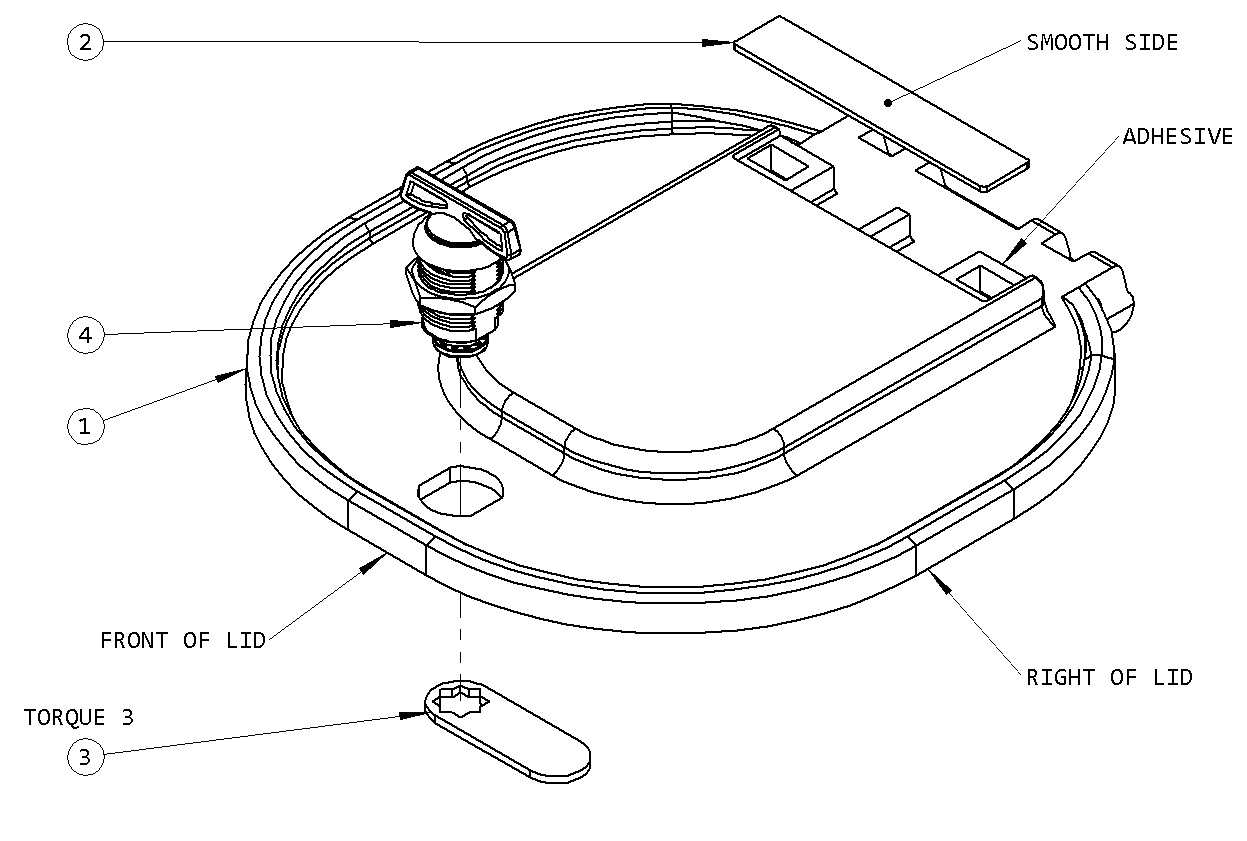 2
SMOOTH SIDE
ADHESIVE
4
1
FRONT OF LID
RIGHT OF LID
TORQUE 3
3